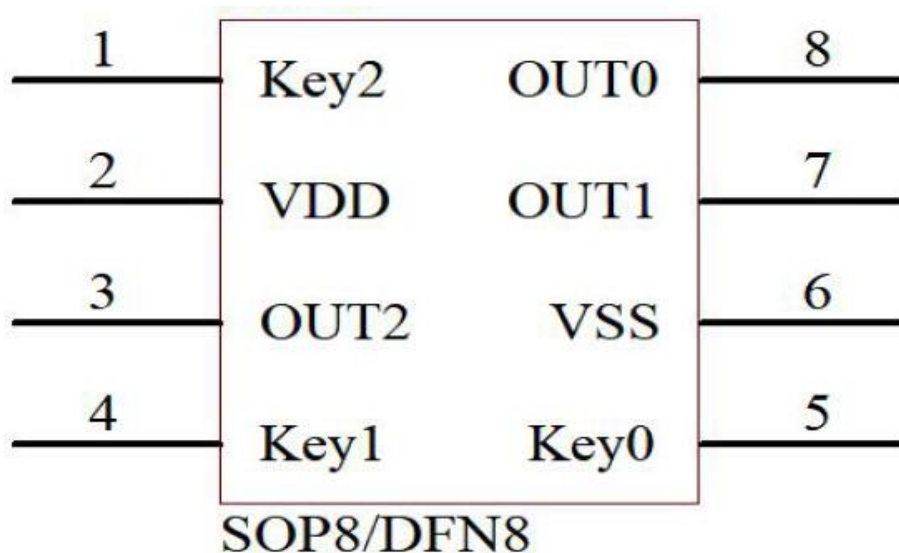 1 Key2 OUT0 8
2 VDD OUT1 7
3 OUT2 VSS 6
4 Key1 Key0 5
SOP8/DFN8